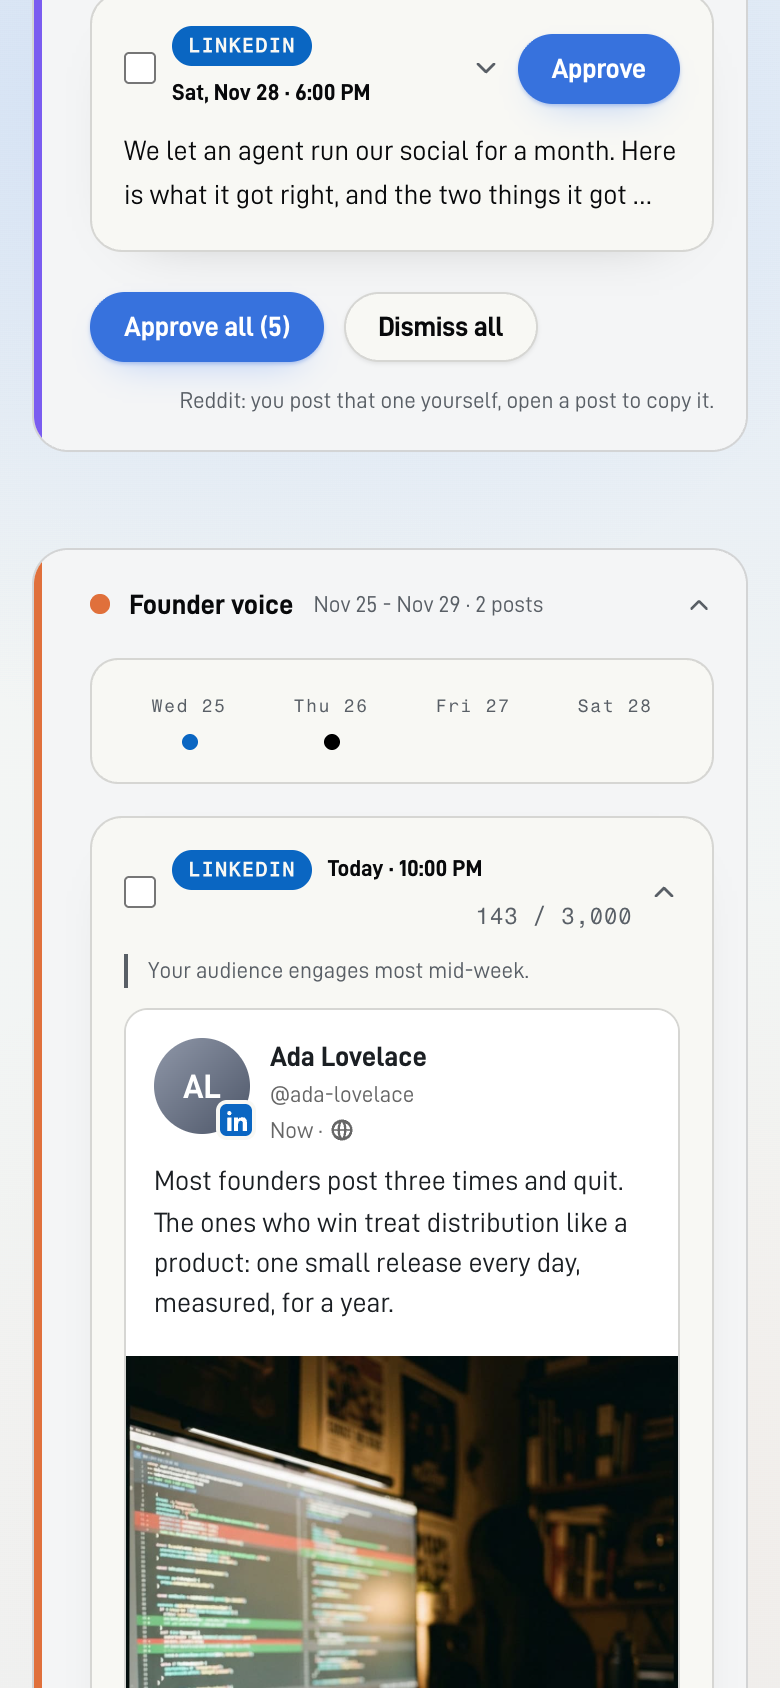 LINKEDIN
Sat, Nov 28 · 6:00 PM
Approve
We let an agent run our social for a month. Here
is what it got right, and the two things it got ...
Approve all (5)
Dismiss all
Reddit: you post that one yourself, open a post to copy it.
Founder voice
Nov 25 - Nov 29 · 2 posts
Wed 25
Thu 26
Fri 27
Sat 28
LINKEDIN
Today · 10:00 PM
143 / 3,000
Your audience engages most mid-week.
AL
in
Ada Lovelace
@ada-lovelace
Now ·
Most founders post three times and quit.
The ones who win treat distribution like a
product: one small release every day,
measured, for a year.